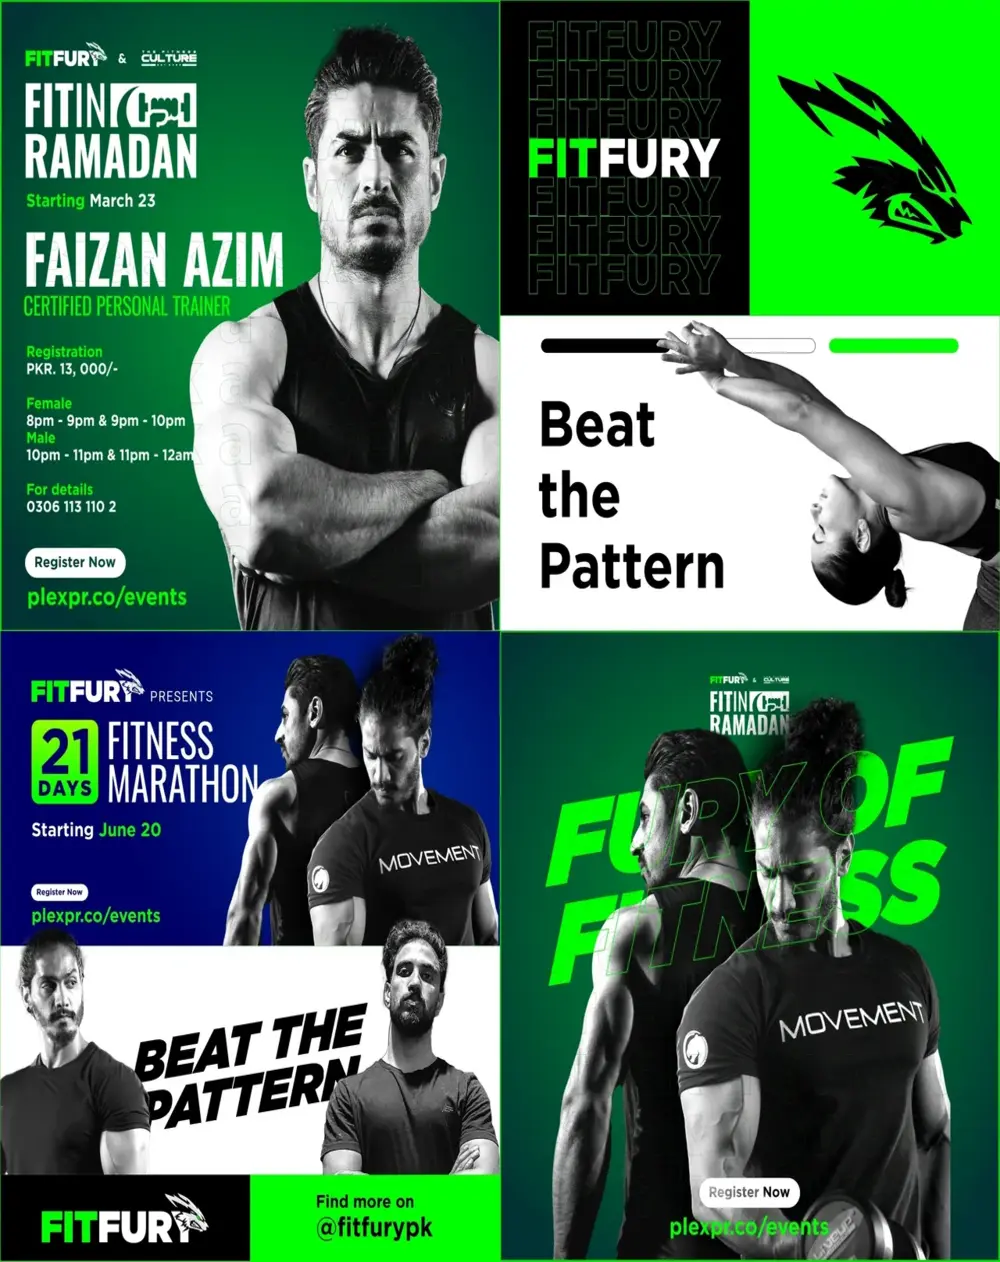 FITFURY & THE FITNESS CULTURE
FITIN
RAMADAN
Starting March 23
FAIZAN AZIM
CERTIFIED PERSONAL TRAINER
Registration
PKR. 13, 000/-
Female
8pm - 9pm & 9pm - 10pm
Male
10pm - 11pm & 11pm - 12am
For details
0306 113 110 2
Register Now
plexpr.co/events
FITFURY
FITFURY
FITFURY
FITFURY
FITFURY
FITFURY
FITFURY
Beat
the
Pattern
FITFURY PRESENTS
21 DAYS
FITNESS
MARATHON
Starting June 20
Register Now
plexpr.co/events
MOVEMENT
BEAT THE
PATTERN
FITFURY
Find more on
@fitfurypk
FITFURY & CULTURE
FITIN
RAMADAN
FURY OF
FITNESS
MOVEMENT
Register Now
plexpr.co/events